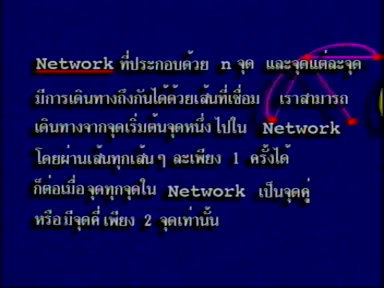 Network ที่ประกอบด้วย n จุด และจุดแต่ละจุด
มีการเดินทางถึงกันได้ด้วยเส้นที่เชื่อม เราสามารถ
เดินทางจากจุดเริ่มต้นจุดหนึ่ง ไปใน Network
โดยผ่านเส้นทุกเส้น ๆ ละเพียง 1 ครั้งได้
ก็ต่อเมื่อ จุดทุกจุดใน Network เป็นจุดคู่
หรือ มีจุดคี่ เพียง 2 จุดเท่านั้น